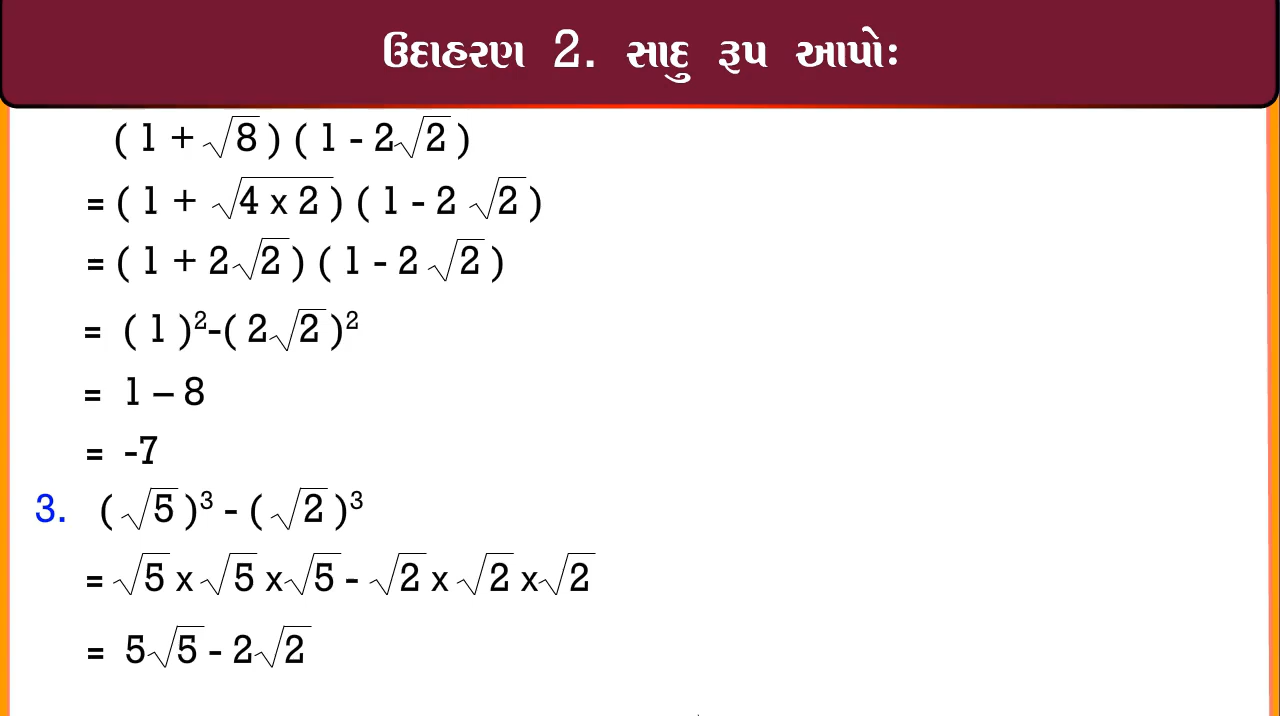 ઉદાહરણ 2. સાદુ રૂપ આપોઃ
( 1 + √8 ) ( 1 - 2√2 )
= ( 1 + √4 x 2 ) ( 1 - 2 √2 )
= ( 1 + 2√2 ) ( 1 - 2 √2 )
= ( 1 )²-( 2√2 )²
= 1 – 8
= -7
3. ( √5 )³ - ( √2 )³
= √5 x √5 x√5 - √2 x √2 x√2
= 5√5 - 2√2